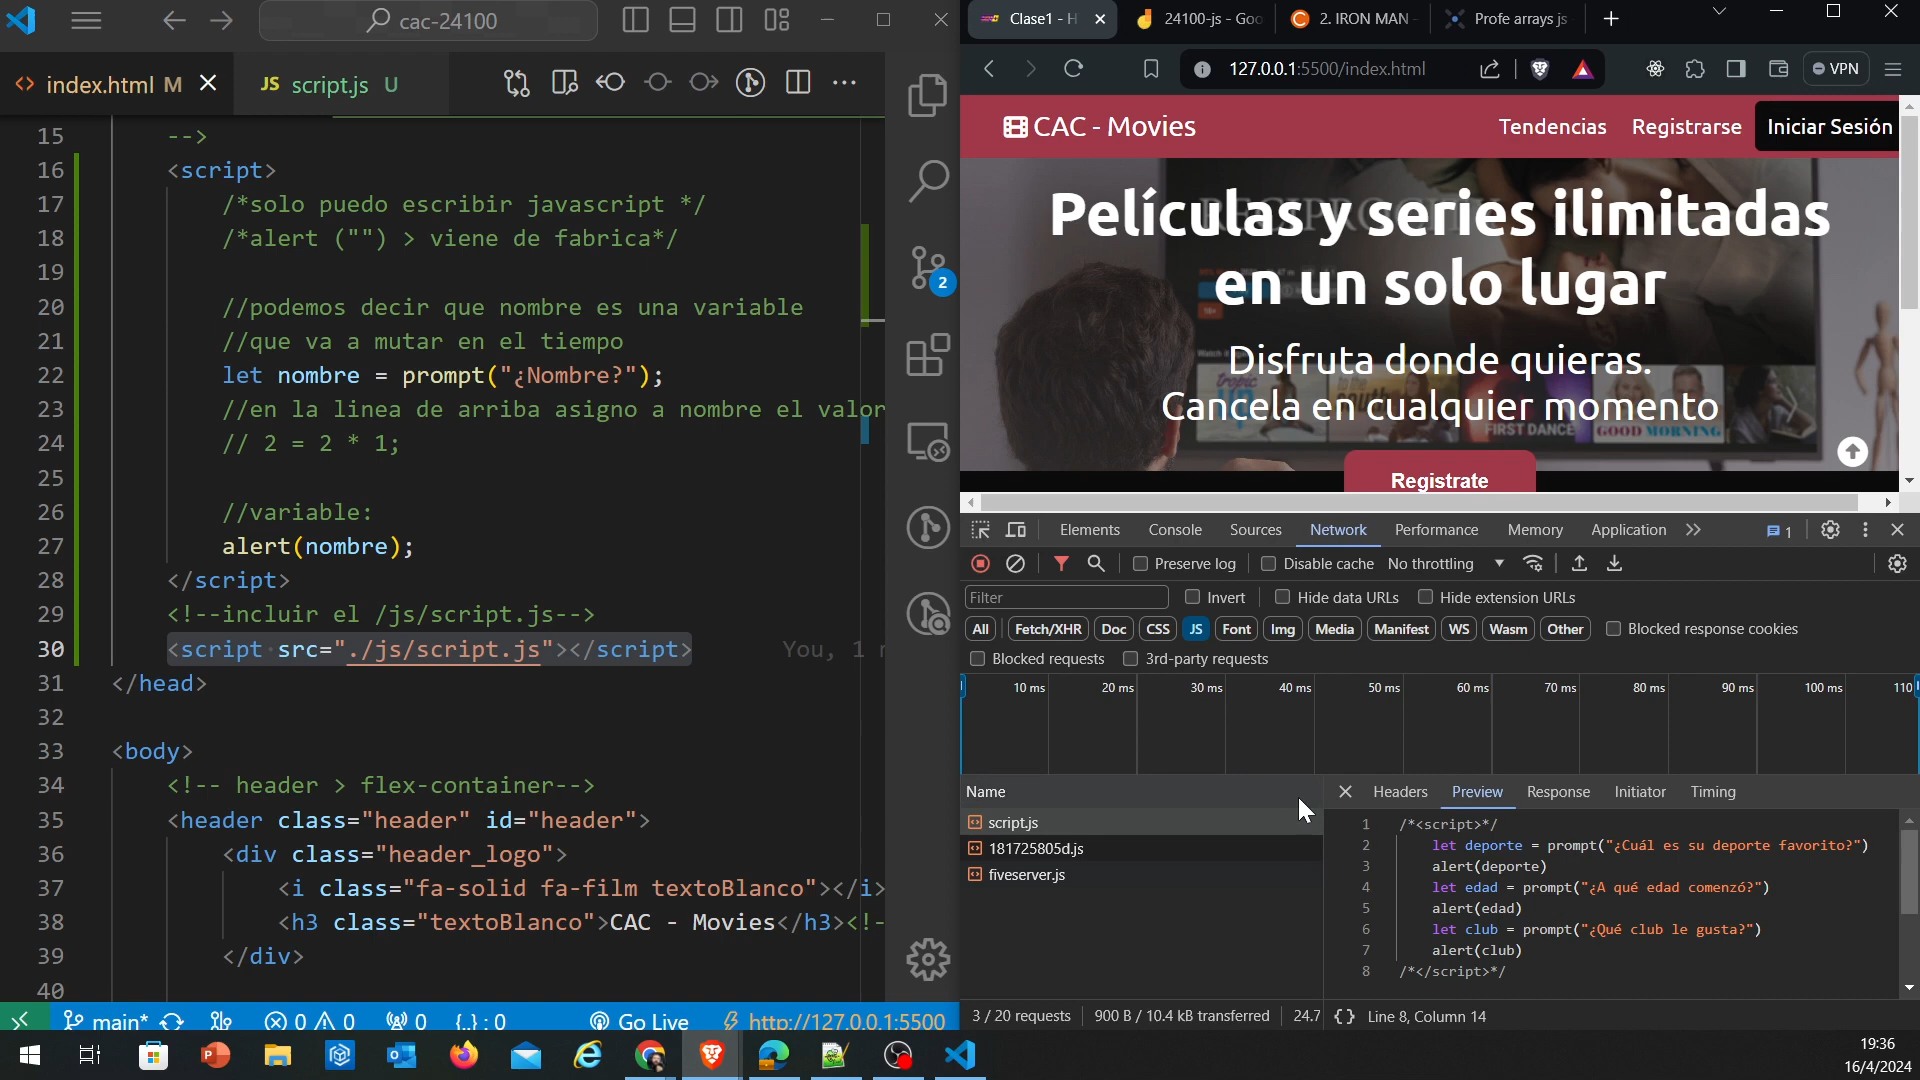 cac-24100
index.html M
JS script.js U
15 -->
16 <script>
17 /*solo puedo escribir javascript */
18 /*alert ("") > viene de fabrica*/
19
20 //podemos decir que nombre es una variable
21 //que va a mutar en el tiempo
22 let nombre = prompt("¿Nombre?");
23 //en la linea de arriba asigno a nombre el valor
24 // 2 = 2 * 1;
25
26 //variable:
27 alert(nombre);
28 </script>
29 <!--incluir el /js/script.js-->
30 <script src="./js/script.js"></script> You, 1
31 </head>
32
33 <body>
34 <!-- header > flex-container-->
35 <header class="header" id="header">
36 <div class="header_logo">
37 <i class="fa-solid fa-film textoBlanco"></i>
38 <h3 class="textoBlanco">CAC - Movies</h3><!-
39 </div>
40
2
main* 0 0 0 {..} : 0 Go Live http://127.0.0.1:5500
Clase1 - H
24100-js - Goo
2. IRON MAN -
Profe arrays js
127.0.0.1:5500/index.html
VPN
CAC - Movies
Tendencias Registrarse Iniciar Sesión
Películas y series ilimitadas
en un solo lugar
Disfruta donde quieras.
Cancela en cualquier momento
FIRST DANCE
GOOD MORNING
Registrate
Elements Console Sources Network Performance Memory Application 1
Preserve log Disable cache No throttling
Filter Invert Hide data URLs Hide extension URLs
All Fetch/XHR Doc CSS JS Font Img Media Manifest WS Wasm Other Blocked response cookies
Blocked requests 3rd-party requests
10 ms 20 ms 30 ms 40 ms 50 ms 60 ms 70 ms 80 ms 90 ms 100 ms 110
Name
script.js
181725805d.js
fiveserver.js
Headers Preview Response Initiator Timing
1 /*<script>*/
2 let deporte = prompt("¿Cuál es su deporte favorito?")
3 alert(deporte)
4 let edad = prompt("¿A qué edad comenzó?")
5 alert(edad)
6 let club = prompt("¿Qué club le gusta?")
7 alert(club)
8 /*</script>*/
3 / 20 requests 900 B / 10.4 kB transferred 24.7
{} Line 8, Column 14
19:36
16/4/2024